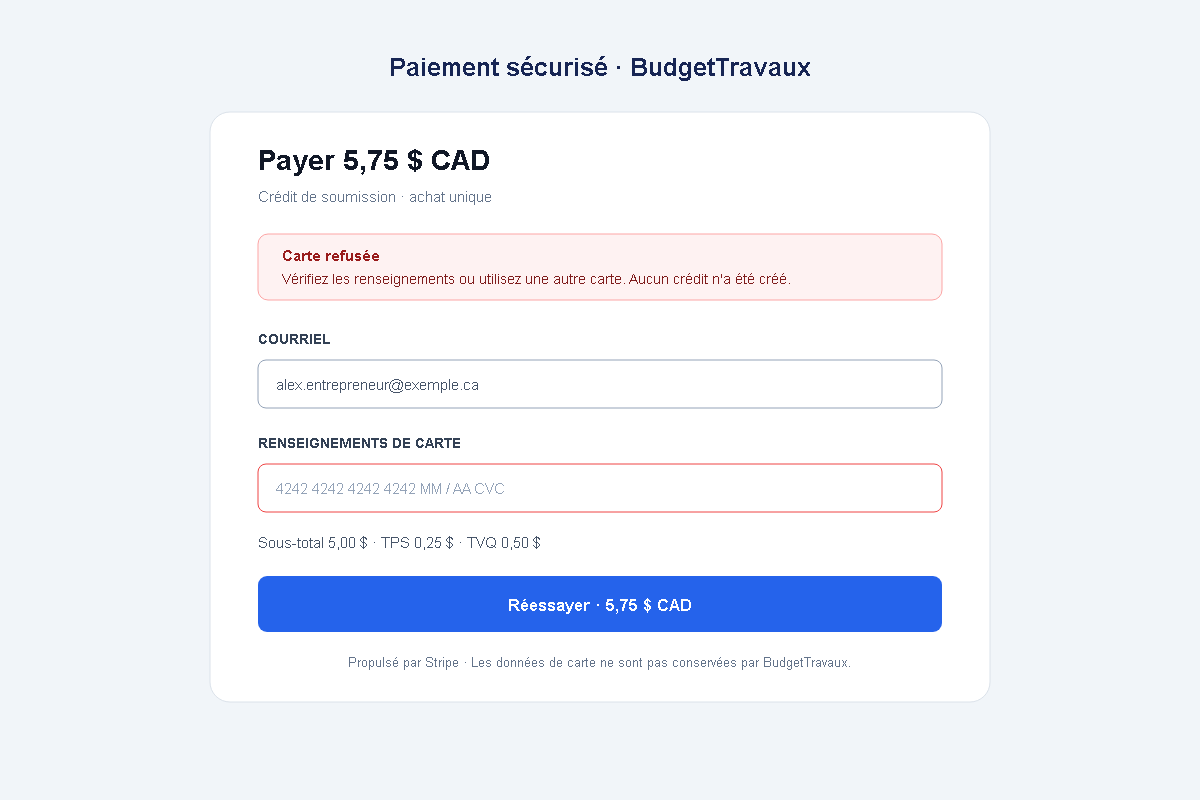 Paiement sécurisé · BudgetTravaux
Payer 5,75 $ CAD
Crédit de soumission · achat unique
Carte refusée
Vérifiez les renseignements ou utilisez une autre carte. Aucun crédit n'a été créé.
COURRIEL
alex.entrepreneur@exemple.ca
RENSEIGNEMENTS DE CARTE
4242 4242 4242 4242 MM / AA CVC
Sous-total 5,00 $ · TPS 0,25 $ · TVQ 0,50 $
Réessayer · 5,75 $ CAD
Propulsé par Stripe · Les données de carte ne sont pas conservées par BudgetTravaux.